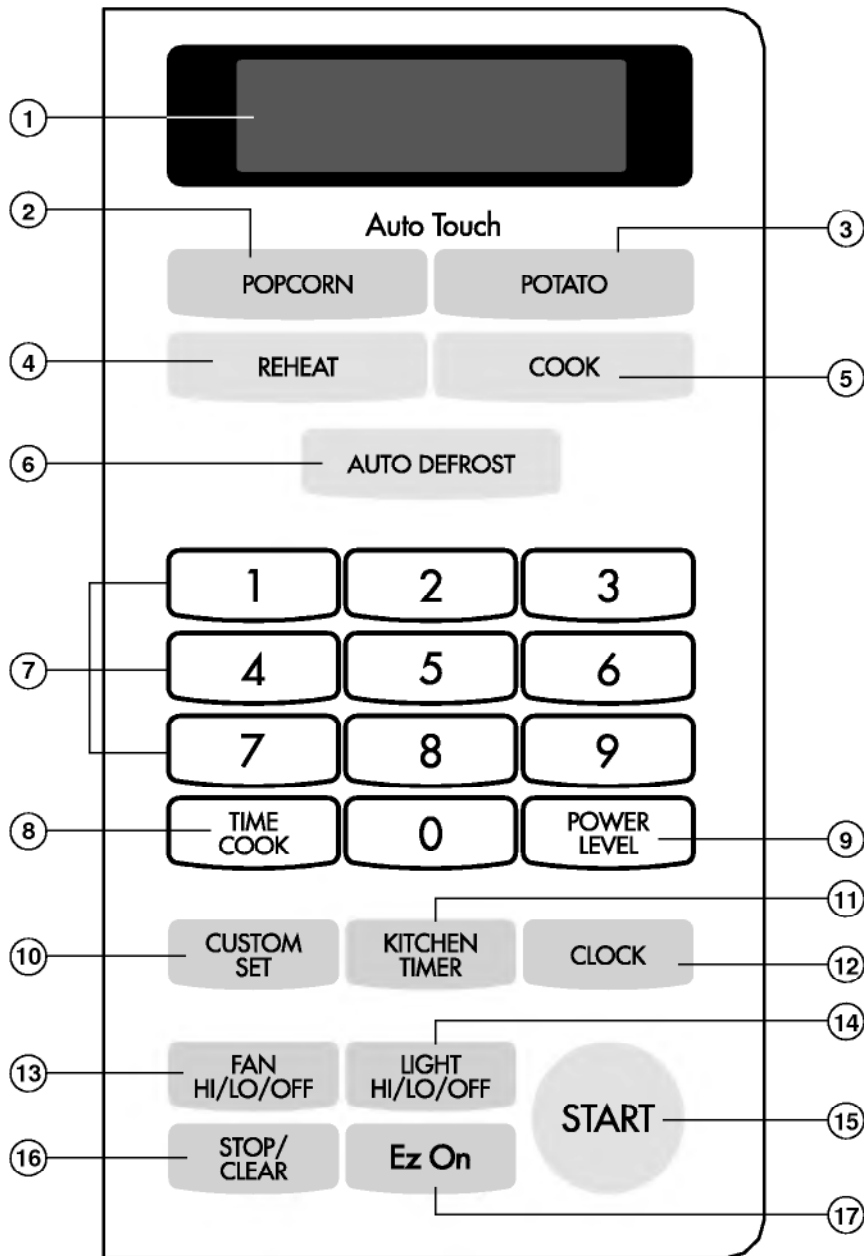 1
2
Auto Touch
3
POPCORN
POTATO
4
REHEAT
COOK
5
6
AUTO DEFROST
1
2
3
7
4
5
6
7
8
9
8
TIME
COOK
0
POWER
LEVEL
9
11
10
CUSTOM
SET
KITCHEN
TIMER
CLOCK
12
14
13
FAN
HI/LO/OFF
LIGHT
HI/LO/OFF
START
15
16
STOP/
CLEAR
Ez On
17